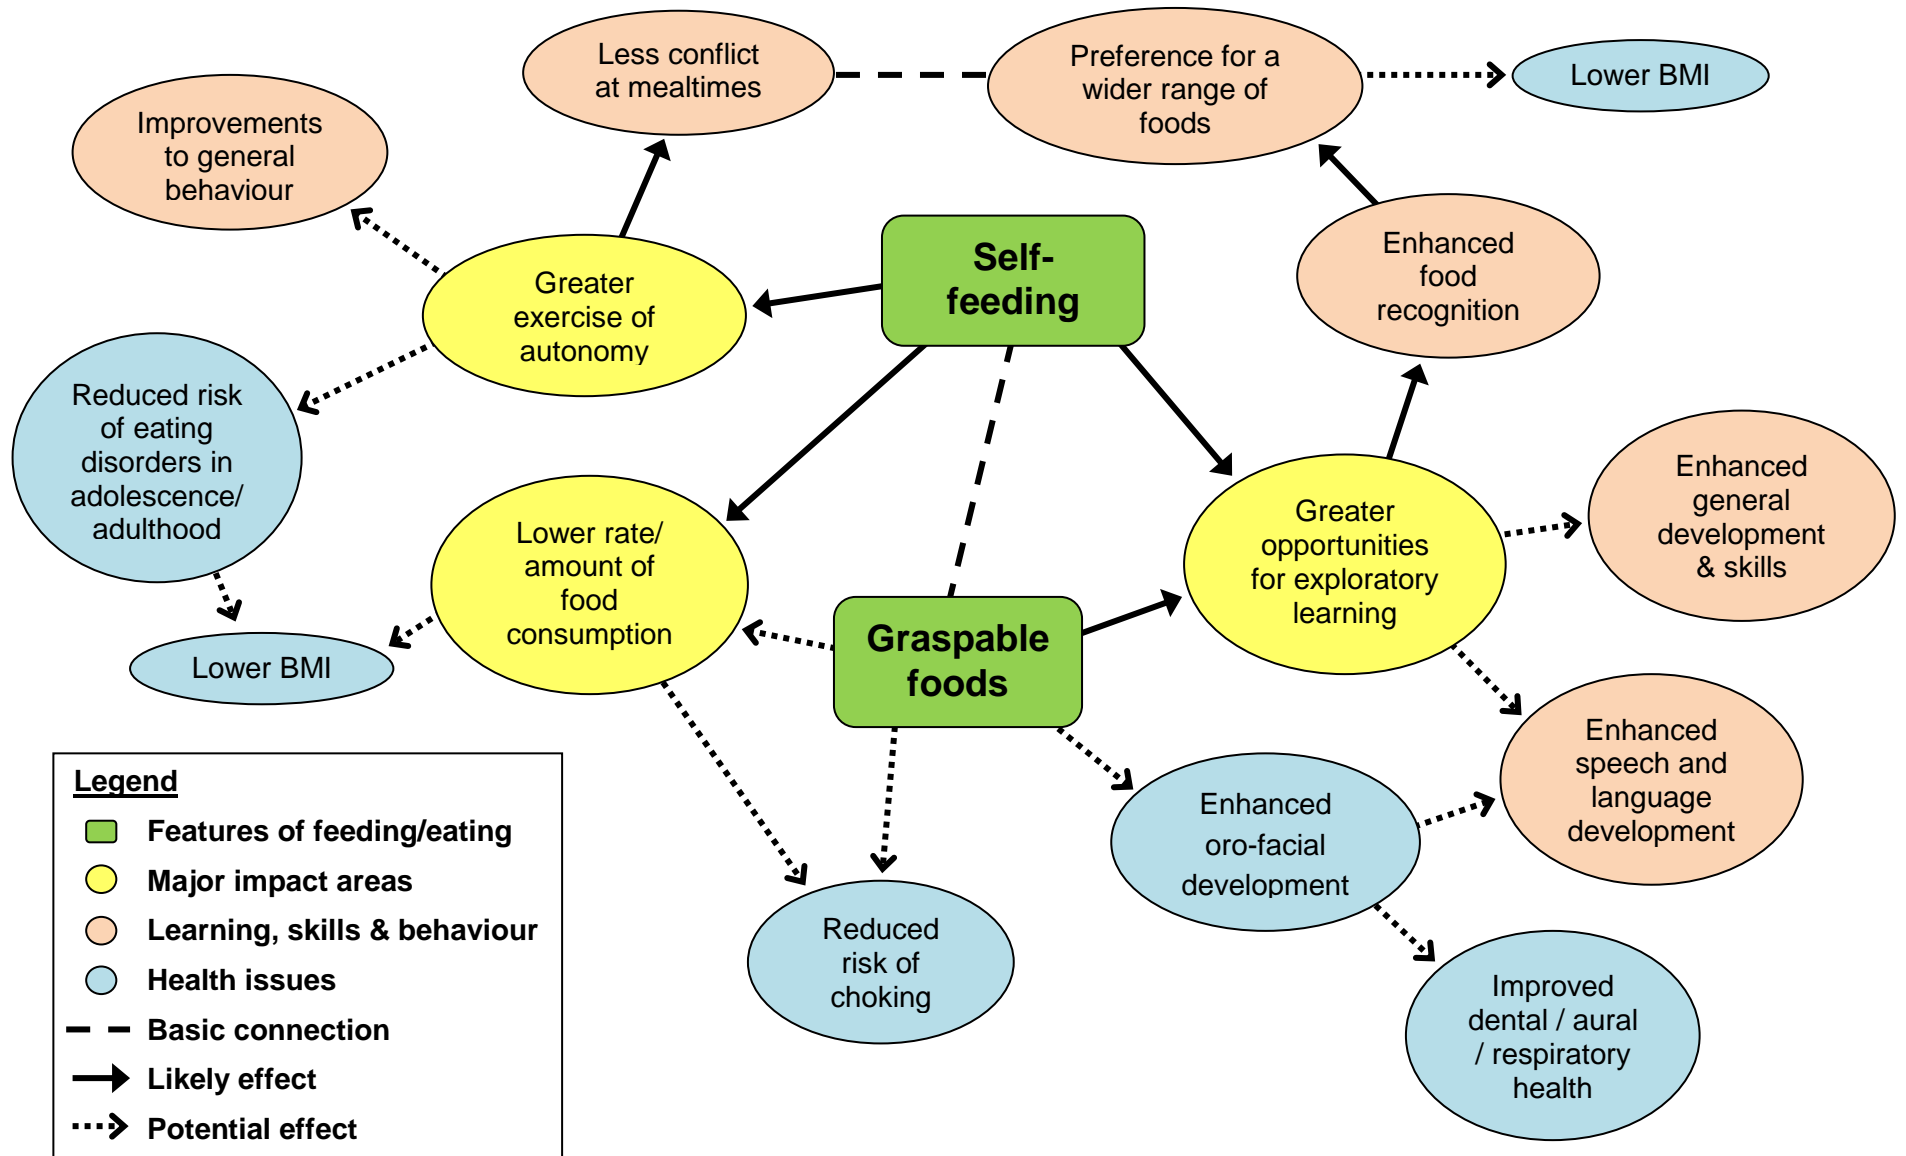 Less conflict
at mealtimes
Preference for a
wider range of
foods
Lower BMI
Improvements
to general
behaviour
Self-
feeding
Enhanced
food
recognition
Greater
exercise of
autonomy
Reduced risk
of eating
disorders in
adolescence/
adulthood
Lower rate/
amount of
food
consumption
Greater
opportunities
for exploratory
learning
Enhanced
general
development
& skills
Lower BMI
Graspable
foods
Enhanced
speech and
language
development
Enhanced
oro-facial
development
Reduced
risk of
choking
Improved
dental / aural
/ respiratory
health
Legend
Features of feeding/eating
Major impact areas
Learning, skills & behaviour
Health issues
Basic connection
Likely effect
Potential effect